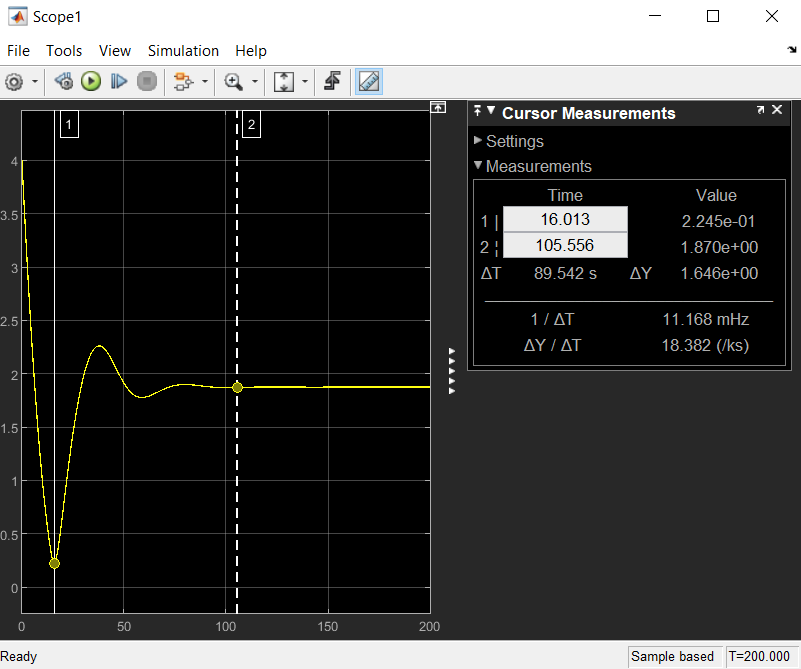 Scope1
File Tools View Simulation Help
1
2
4
3.5
3
2.5
2
1.5
1
0.5
0
0 50 100 150 200
Cursor Measurements
Settings
Measurements
Time Value
1 | 16.013 2.245e-01
2 ¦ 105.556 1.870e+00
ΔT 89.542 s ΔY 1.646e+00
1 / ΔT 11.168 mHz
ΔY / ΔT 18.382 (/ks)
Ready Sample based T=200.000